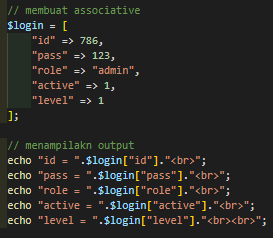 // membuat associative
$login = [
    "id" => 786,
    "pass" => 123,
    "role" => "admin",
    "active" => 1,
    "level" => 1
];
// menampilakn output
echo "id = ".$login["id"]."<br>";
echo "pass = ".$login["pass"]."<br>";
echo "role = ".$login["role"]."<br>";
echo "active = ".$login["active"]."<br>";
echo "level = ".$login["level"]."<br><br>";